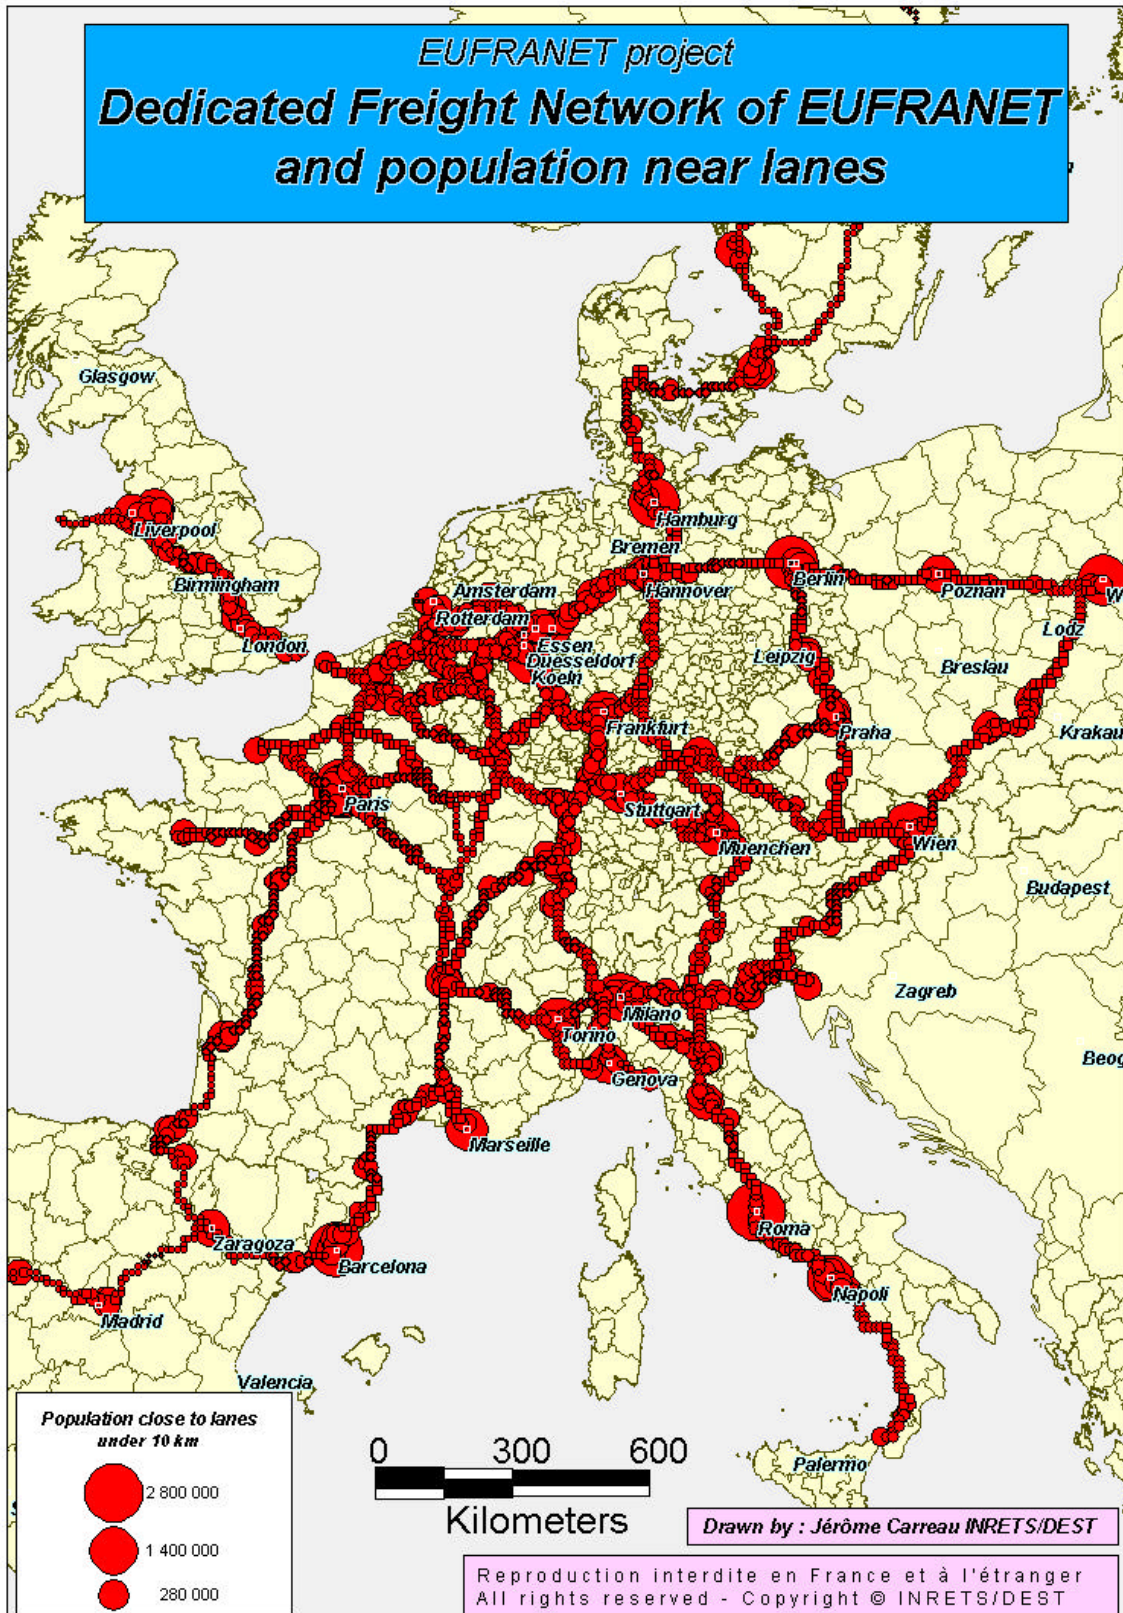 EUFRANET project
Dedicated Freight Network of EUFRANET
and population near lanes
Glasgow
Liverpool
Birmingham
London
Hamburg
Bremen
Hannover
Berlin
Poznan
W
Lodz
Amsterdam
Rotterdam
Essen
Duesseldorf
Koeln
Leipzig
Breslau
Frankfurt
Praha
Krakau
Paris
Stuttgart
Muenchen
Wien
Budapest
Zagreb
Milano
Torino
Genova
Beog
Marseille
Roma
Zaragoza
Barcelona
Napoli
Madrid
Valencia
Palermo
Population close to lanes
under 10 km
2 800 000
1 400 000
280 000
0 300 600
Kilometers
Drawn by : Jérôme Carreau INRETS/DEST
Reproduction interdite en France et à l'étranger
All rights reserved - Copyright © INRETS/DEST